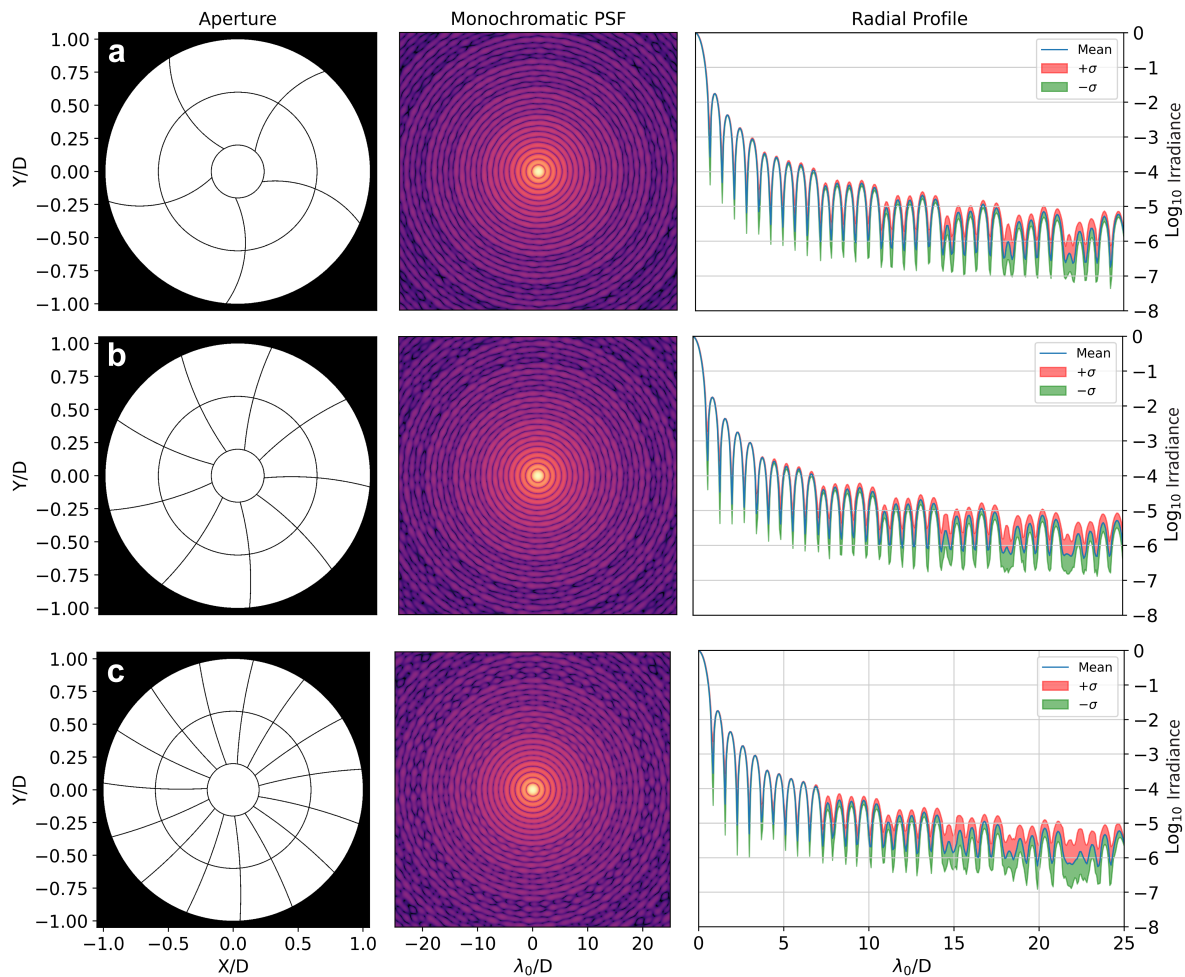 Aperture
Monochromatic PSF
Radial Profile
a
1.00
0.75
0.50
0.25
0.00
−0.25
−0.50
−0.75
−1.00
Y/D
Mean
+σ
−σ
0
−1
−2
−3
−4
−5
−6
−7
−8
Log₁₀ Irradiance
b
1.00
0.75
0.50
0.25
0.00
−0.25
−0.50
−0.75
−1.00
Y/D
Mean
+σ
−σ
0
−1
−2
−3
−4
−5
−6
−7
−8
Log₁₀ Irradiance
c
1.00
0.75
0.50
0.25
0.00
−0.25
−0.50
−0.75
−1.00
Y/D
Mean
+σ
−σ
0
−1
−2
−3
−4
−5
−6
−7
−8
Log₁₀ Irradiance
−1.0 −0.5 0.0 0.5 1.0
X/D
−20 −10 0 10 20
λ₀/D
0 5 10 15 20 25
λ₀/D